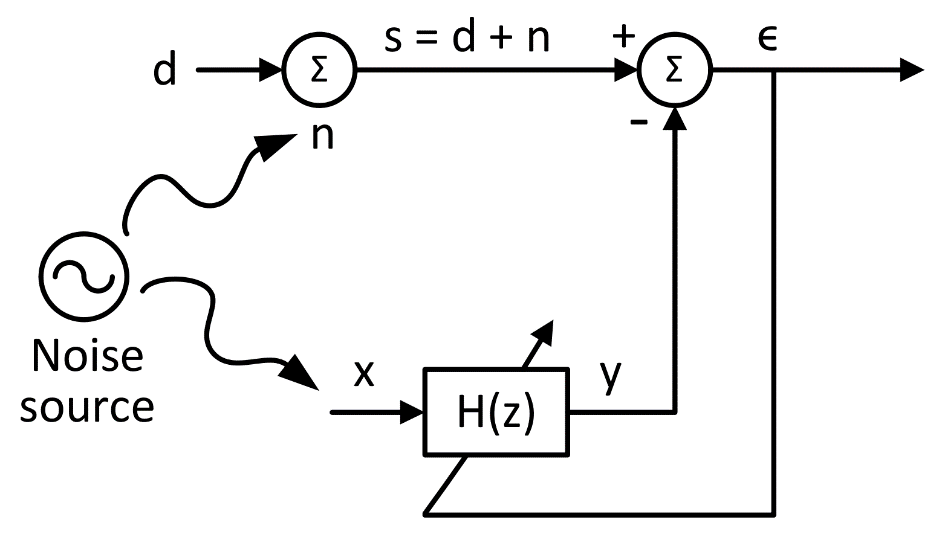 d
Σ
s = d + n
+
Σ
ϵ
-
n
Noise
source
x
H(z)
y